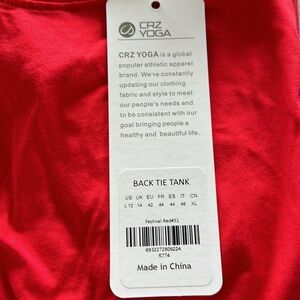 CRZ
YOGA
CRZ YOGA is a global
popular athletic apparel
brand. We're constantly
updating our clothing
fabric and style to meet
our people's needs and
to be consistent with our
goal bringing people a
healthy and beautiful life.
BACK TIE TANK
US UK EU FR ES IT CN
L 12 14 42 44 44 48 XL
Festival Red#31
6932272809224
R774
Made in China